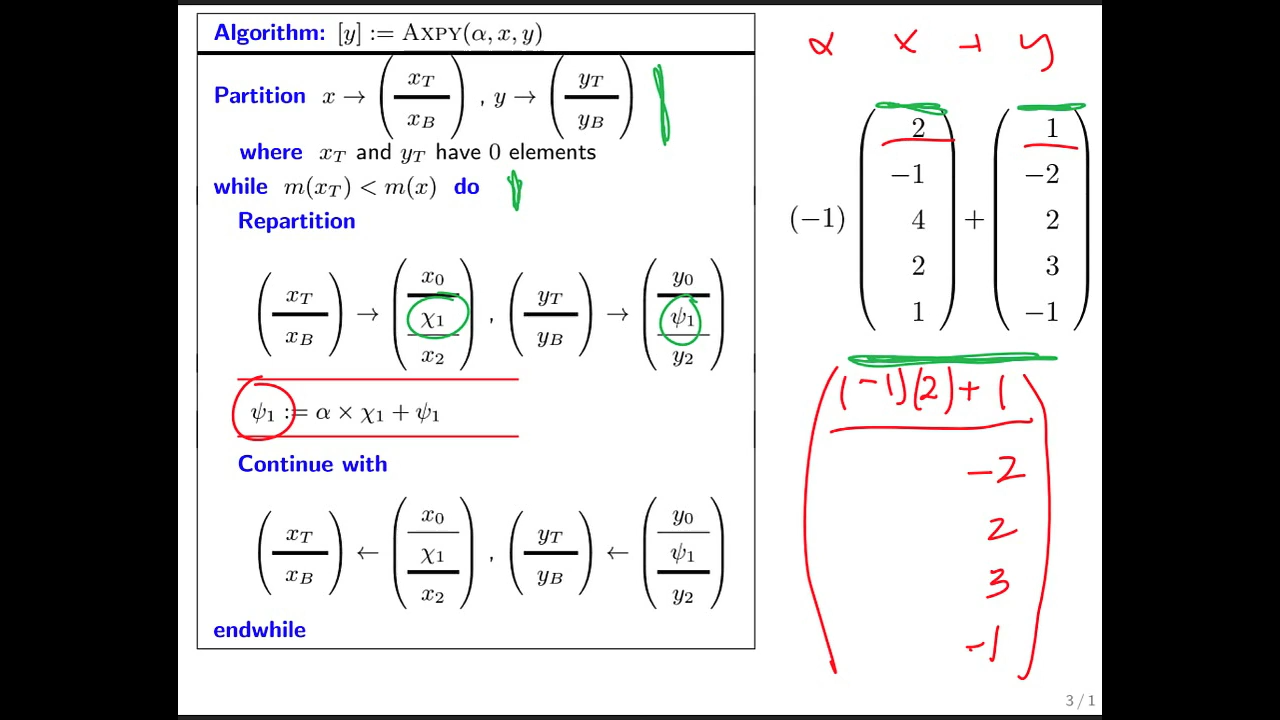 Algorithm: [y] := AXPY(α, x, y)
Partition x → ( x_T / x_B ) , y → ( y_T / y_B )
where x_T and y_T have 0 elements
while m(x_T) < m(x) do
Repartition
( x_T / x_B ) → ( x_0 / χ_1 / x_2 ) , ( y_T / y_B ) → ( y_0 / ψ_1 / y_2 )
ψ_1 := α × χ_1 + ψ_1
Continue with
( x_T / x_B ) ← ( x_0 / χ_1 / x_2 ) , ( y_T / y_B ) ← ( y_0 / ψ_1 / y_2 )
endwhile
α x + y
2 1
−1 −2
(−1) 4 + 2
2 3
1 −1
(−1)(2) + 1
−2
2
3
−1
3 / 1